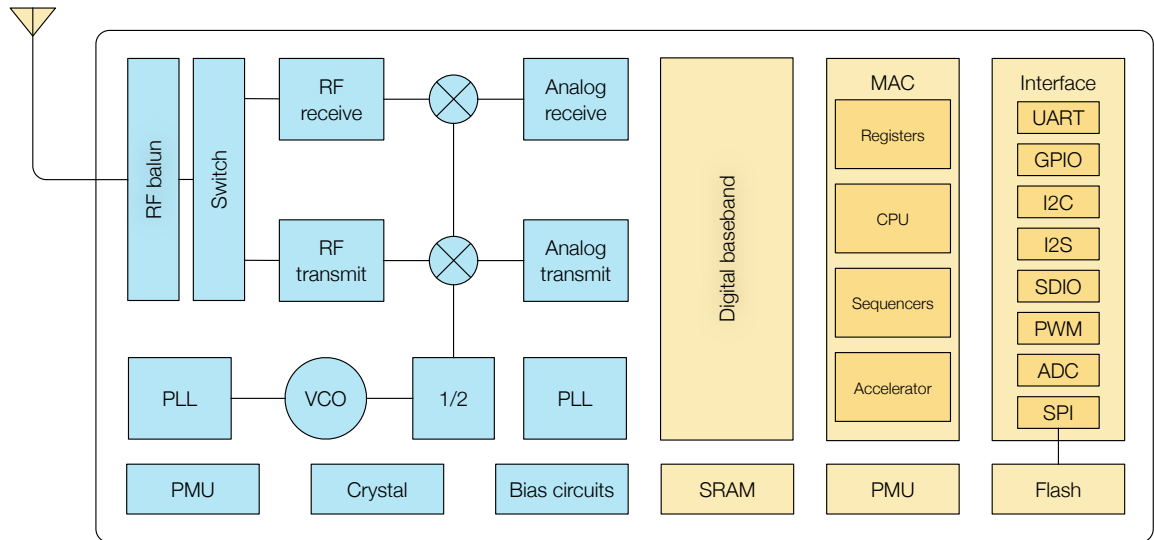 RF balun
Switch
RF
receive
Analog
receive
RF
transmit
Analog
transmit
PLL
VCO
1/2
PLL
PMU
Crystal
Bias circuits
Digital baseband
SRAM
MAC
Registers
CPU
Sequencers
Accelerator
PMU
Interface
UART
GPIO
I2C
I2S
SDIO
PWM
ADC
SPI
Flash